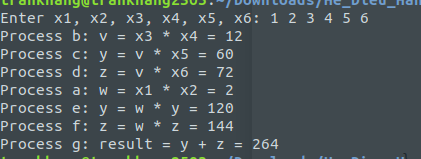 Enter x1, x2, x3, x4, x5, x6: 1 2 3 4 5 6
Process b: v = x3 * x4 = 12
Process c: y = v * x5 = 60
Process d: z = v * x6 = 72
Process a: w = x1 * x2 = 2
Process e: y = w * y = 120
Process f: z = w * z = 144
Process g: result = y + z = 264